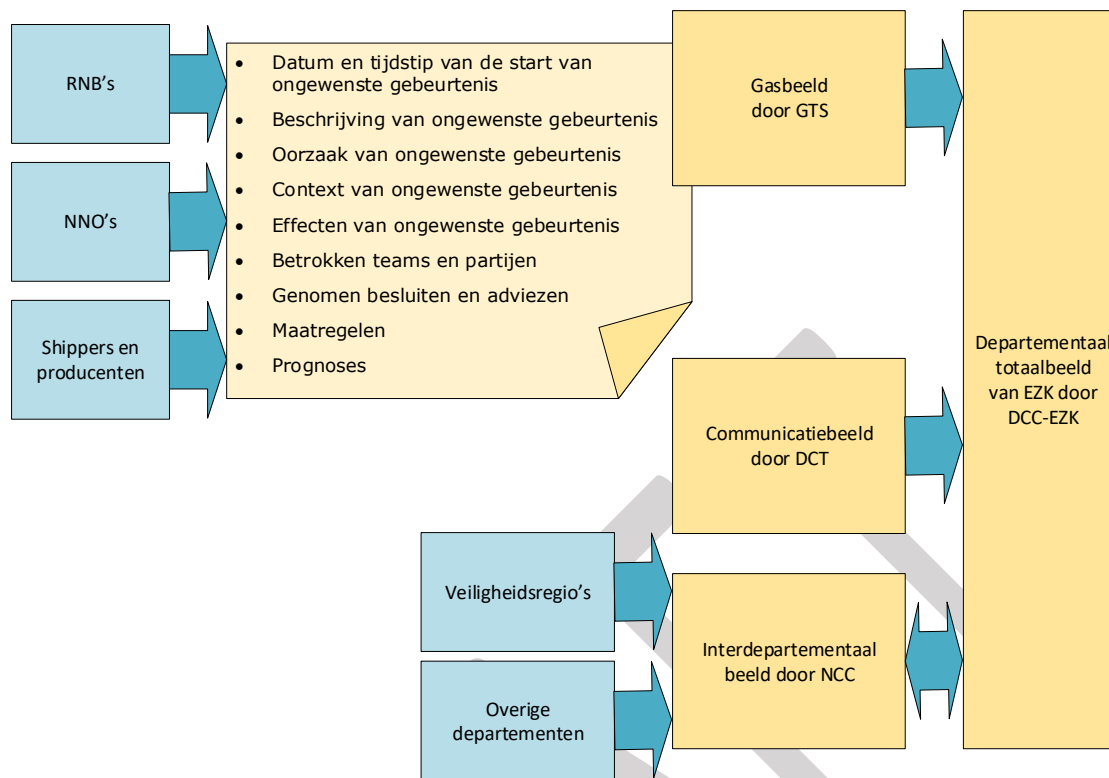 RNB's
NNO's
Shippers en
producenten
• Datum en tijdstip van de start van
ongewenste gebeurtenis
• Beschrijving van ongewenste gebeurtenis
• Oorzaak van ongewenste gebeurtenis
• Context van ongewenste gebeurtenis
• Effecten van ongewenste gebeurtenis
• Betrokken teams en partijen
• Genomen besluiten en adviezen
• Maatregelen
• Prognoses
Gasbeeld
door GTS
Communicatiebeeld
door DCT
Veiligheidsregio's
Overige
departementen
Interdepartementaal
beeld door NCC
Departementaal
totaalbeeld
van EZK door
DCC-EZK